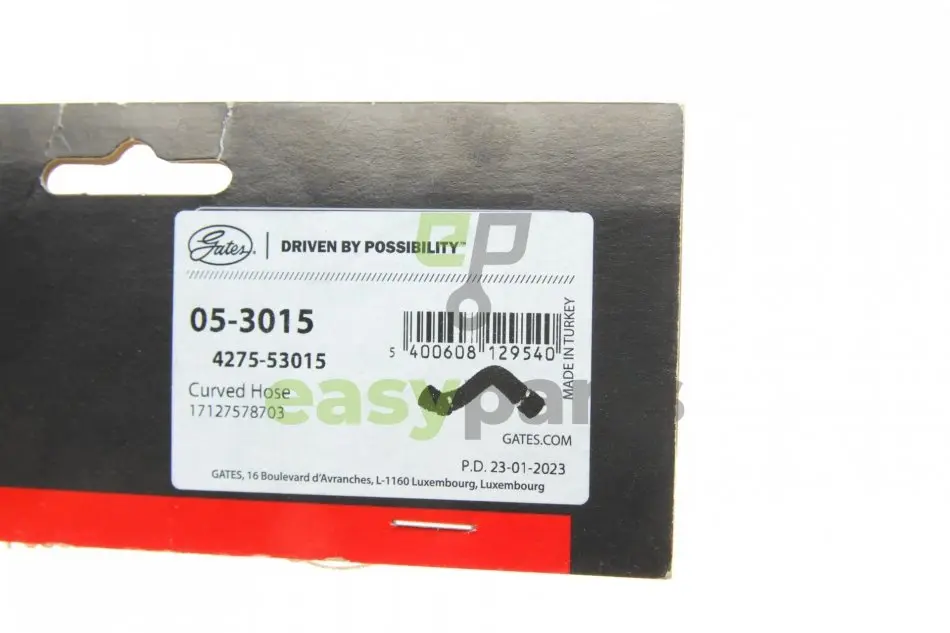 Gates® | DRIVEN BY POSSIBILITY™
05-3015
4275-53015
Curved Hose
17127578703
5 400608 129540
MADE IN TURKEY
GATES.COM
P.D. 23-01-2023
GATES, 16 Boulevard d'Avranches, L-1160 Luxembourg, Luxembourg
ep
easyparts